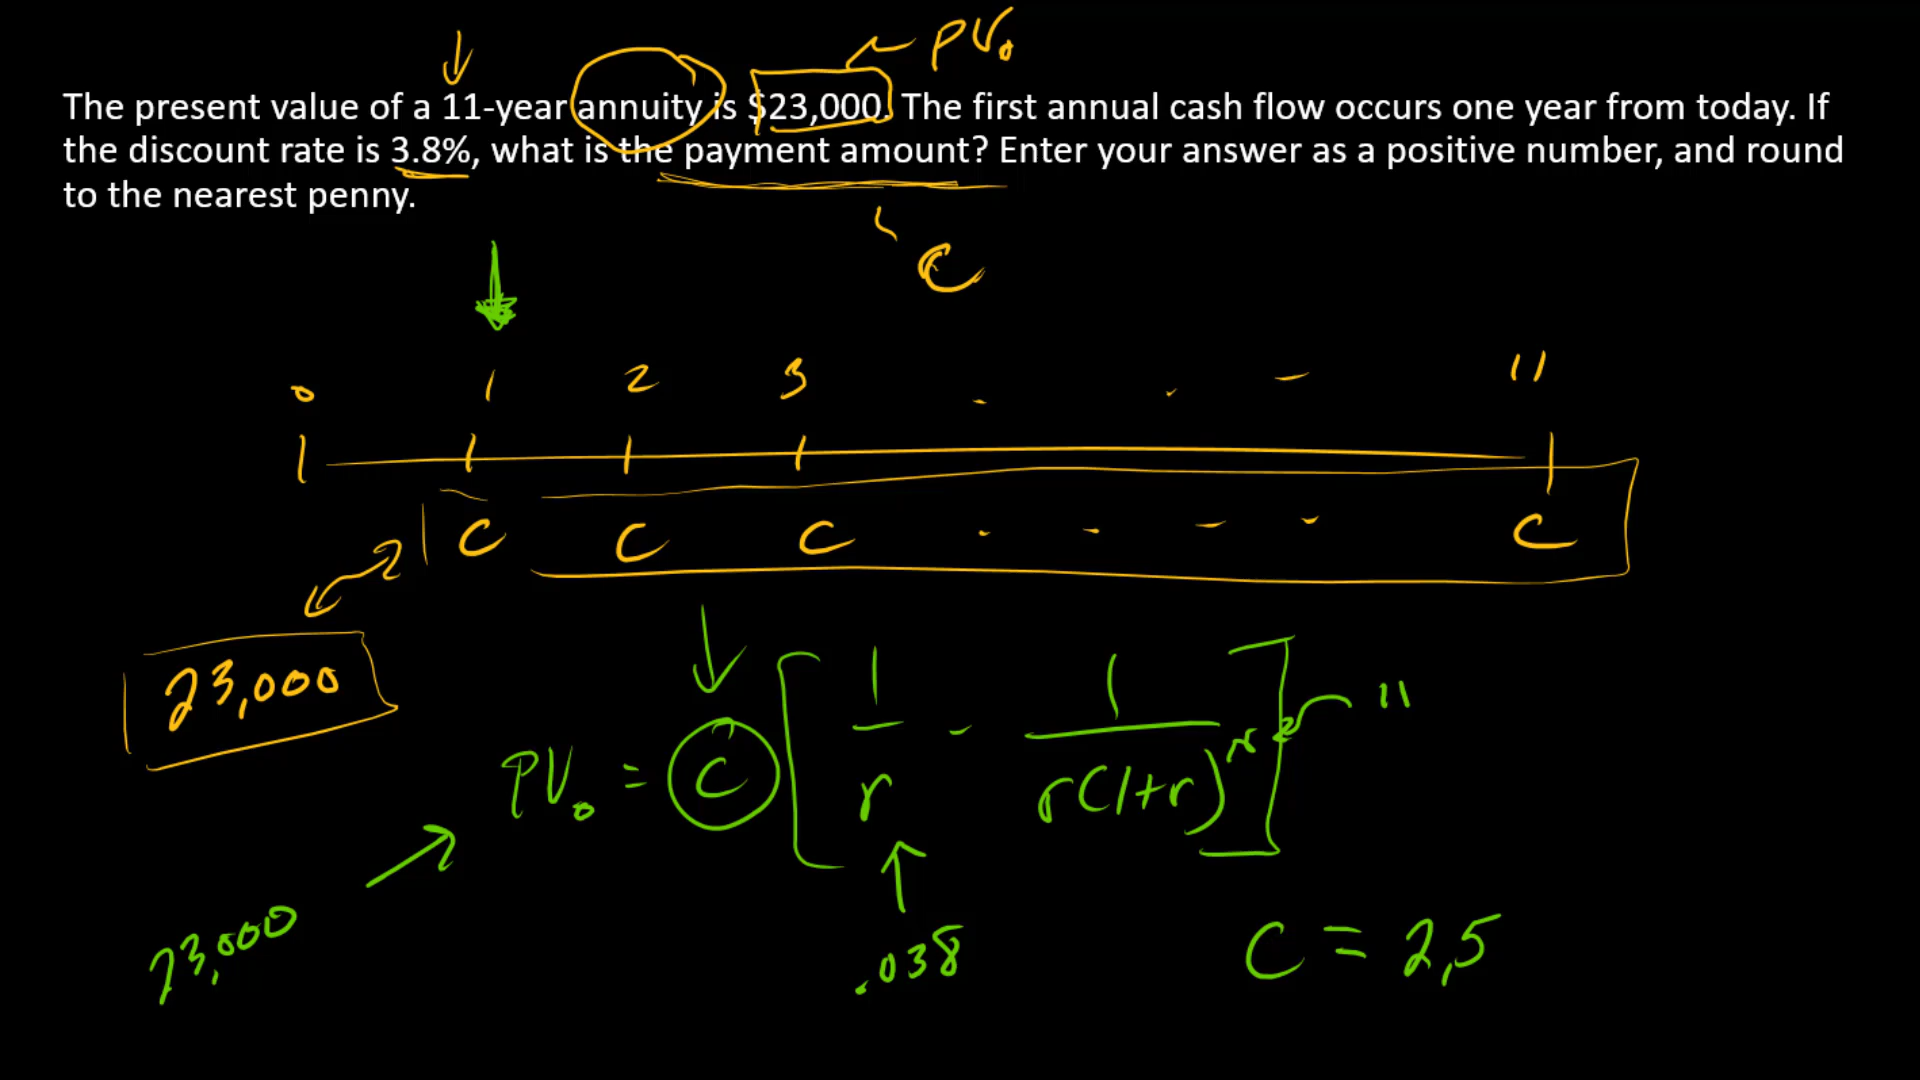 PV₀
The present value of a 11-year annuity is $23,000. The first annual cash flow occurs one year from today. If
the discount rate is 3.8%, what is the payment amount? Enter your answer as a positive number, and round
to the nearest penny.
C
0 1 2 3 . . - 11
C C C . - - - C
23,000
PV₀ = C [ 1/r - 1/r(1+r)ⁿ ] 11
23,000
.038
C = 2,5